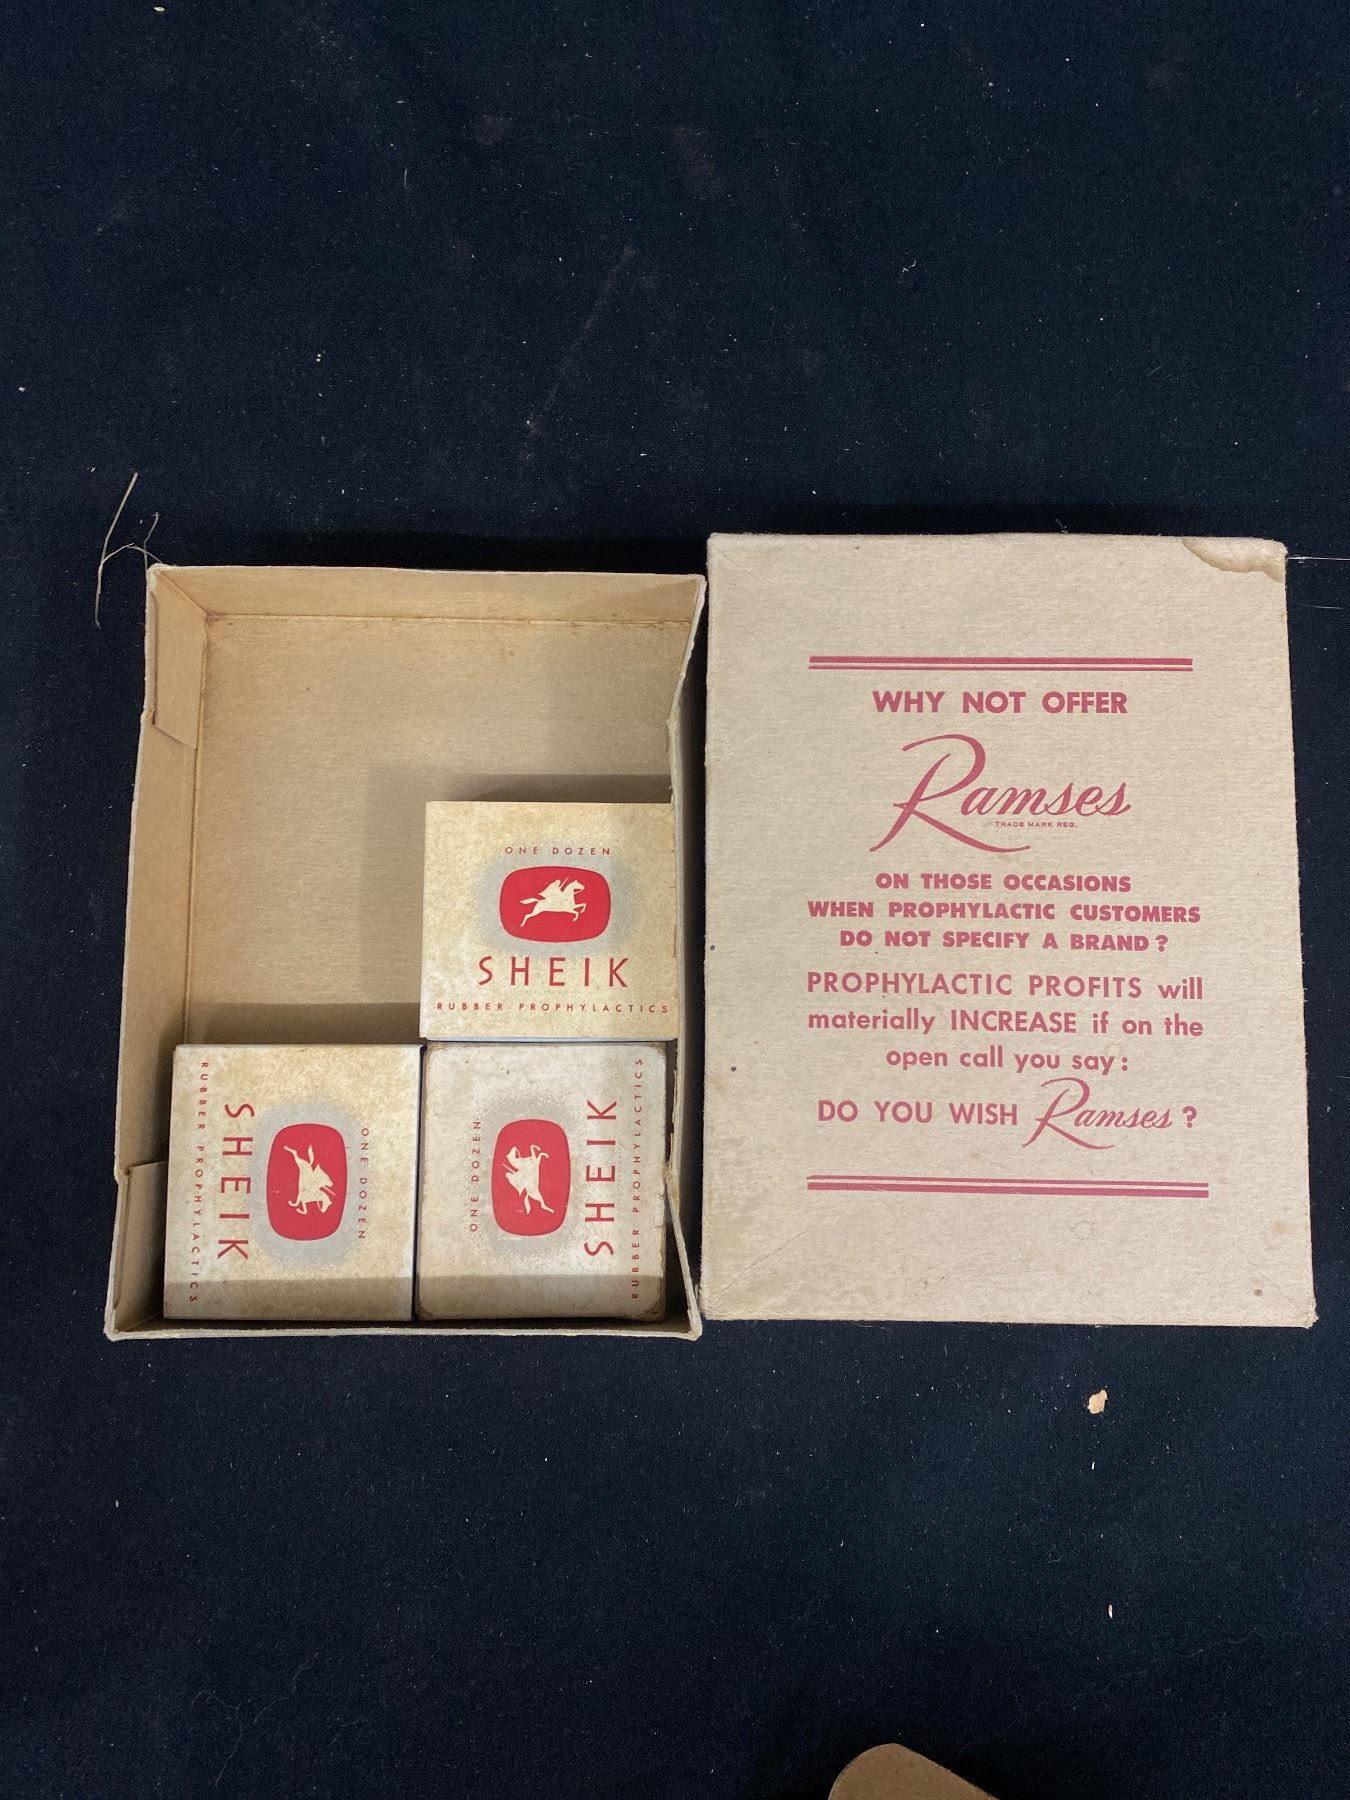 ONE DOZEN
SHEIK
RUBBER PROPHYLACTICS
ONE DOZEN
SHEIK
RUBBER PROPHYLACTICS
ONE DOZEN
SHEIK
RUBBER PROPHYLACTICS
WHY NOT OFFER
Ramses
TRADE MARK REG.
ON THOSE OCCASIONS
WHEN PROPHYLACTIC CUSTOMERS
DO NOT SPECIFY A BRAND?
PROPHYLACTIC PROFITS will
materially INCREASE if on the
open call you say:
DO YOU WISH Ramses?